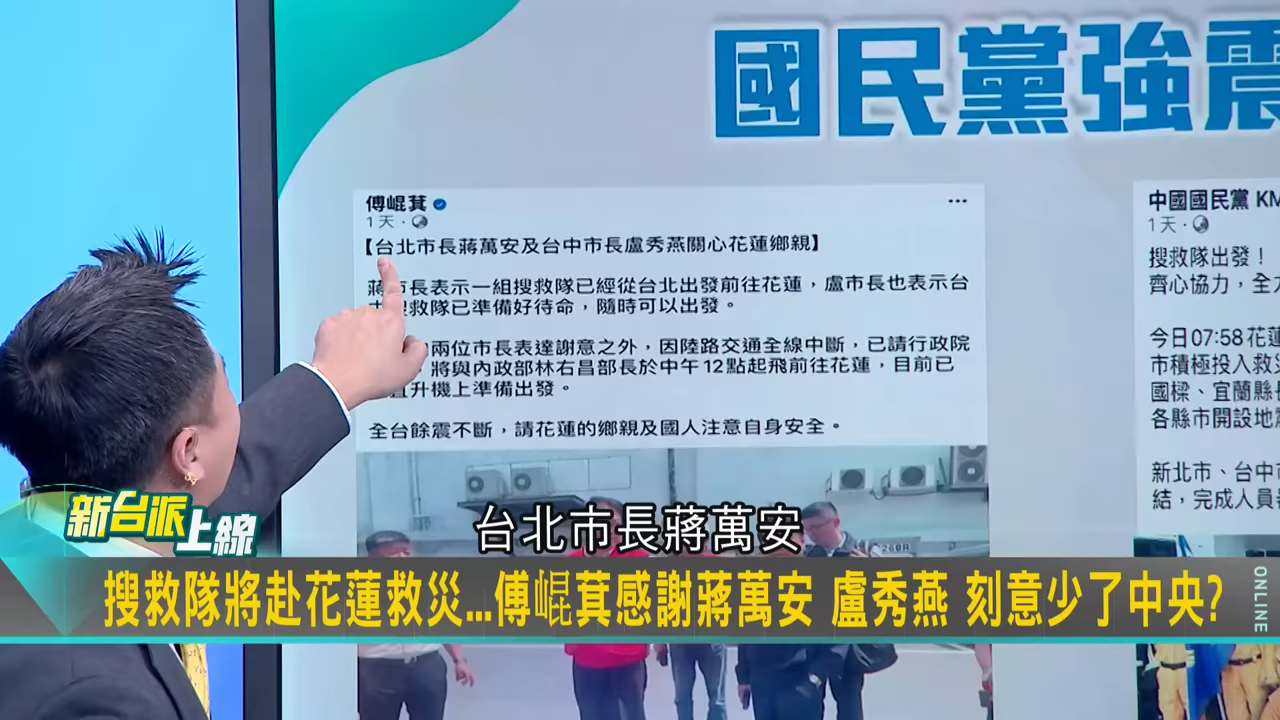 國民黨強震
傅崐萁
1天
【台北市長蔣萬安及台中市長盧秀燕關心花蓮鄉親】
蔣市長表示一組搜救隊已經從台北出發前往花蓮，盧市長也表示台
搜救隊已準備好待命，隨時可以出發。
兩位市長表達謝意之外，因陸路交通全線中斷，已請行政院
，將與內政部林右昌部長於中午12點起飛前往花蓮，目前已
直升機上準備出發。
全台餘震不斷，請花蓮的鄉親及國人注意自身安全。
中國國民黨 KM
1天
搜救隊出發！
齊心協力，全力
今日07:58花蓮
市積極投入救災
國樑、宜蘭縣長
各縣市開設地
新北市、台中市
結，完成人員
台北市長蔣萬安
新台派上線
搜救隊將赴花蓮救災...傅崐萁感謝蔣萬安 盧秀燕 刻意少了中央?
ONLINE